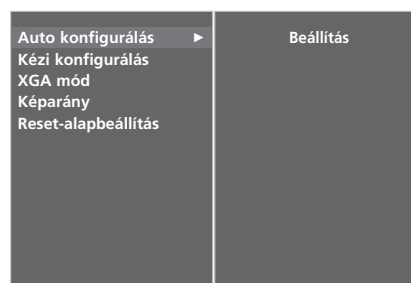 Auto konfigurálás ► Beállítás
Kézi konfigurálás
XGA mód
Képarány
Reset-alapbeállítás